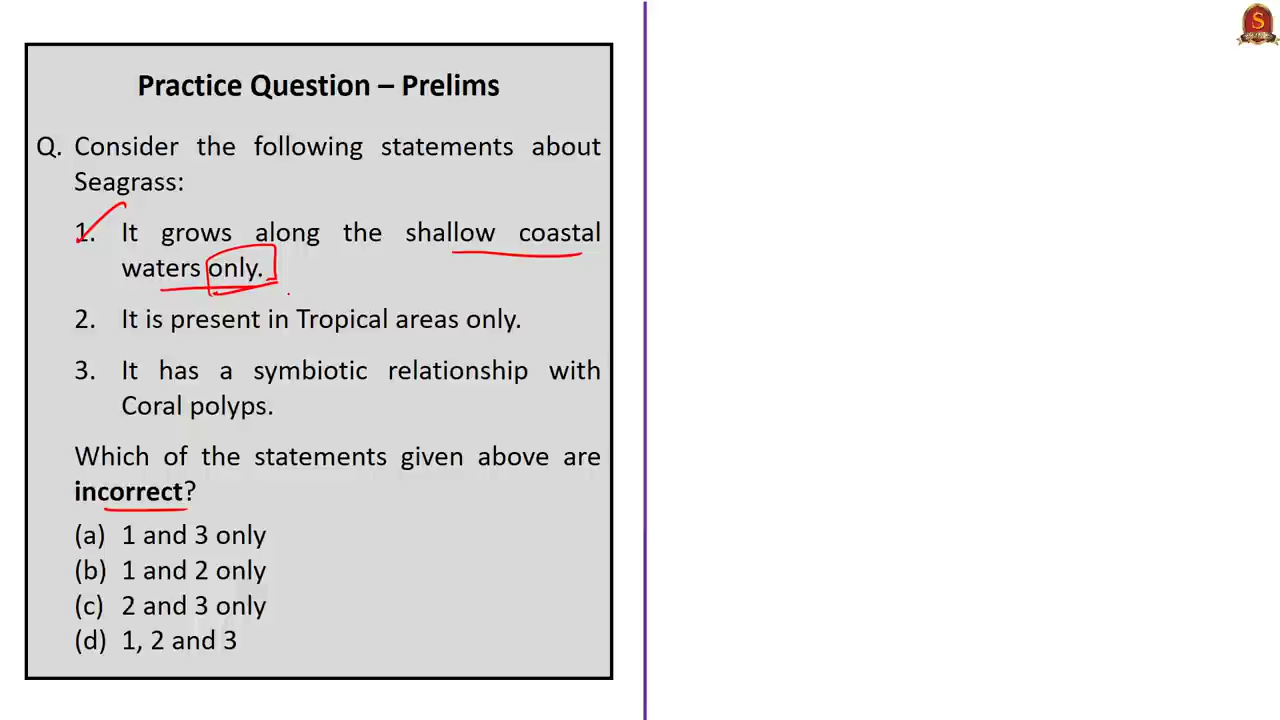 Practice Question – Prelims
Q. Consider the following statements about
Seagrass:
1. It grows along the shallow coastal
waters only.
2. It is present in Tropical areas only.
3. It has a symbiotic relationship with
Coral polyps.
Which of the statements given above are
incorrect?
(a) 1 and 3 only
(b) 1 and 2 only
(c) 2 and 3 only
(d) 1, 2 and 3
S